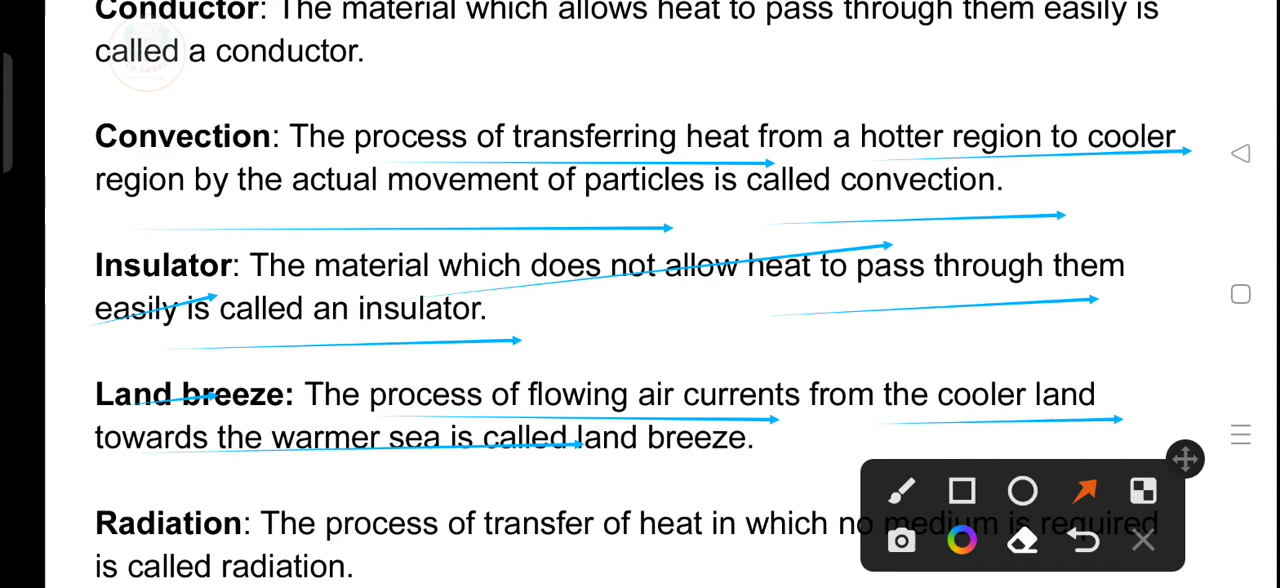 Conductor: The material which allows heat to pass through them easily is
called a conductor.
Convection: The process of transferring heat from a hotter region to cooler
region by the actual movement of particles is called convection.
Insulator: The material which does not allow heat to pass through them
easily is called an insulator.
Land breeze: The process of flowing air currents from the cooler land
towards the warmer sea is called land breeze.
Radiation: The process of transfer of heat in which no medium is required
is called radiation.